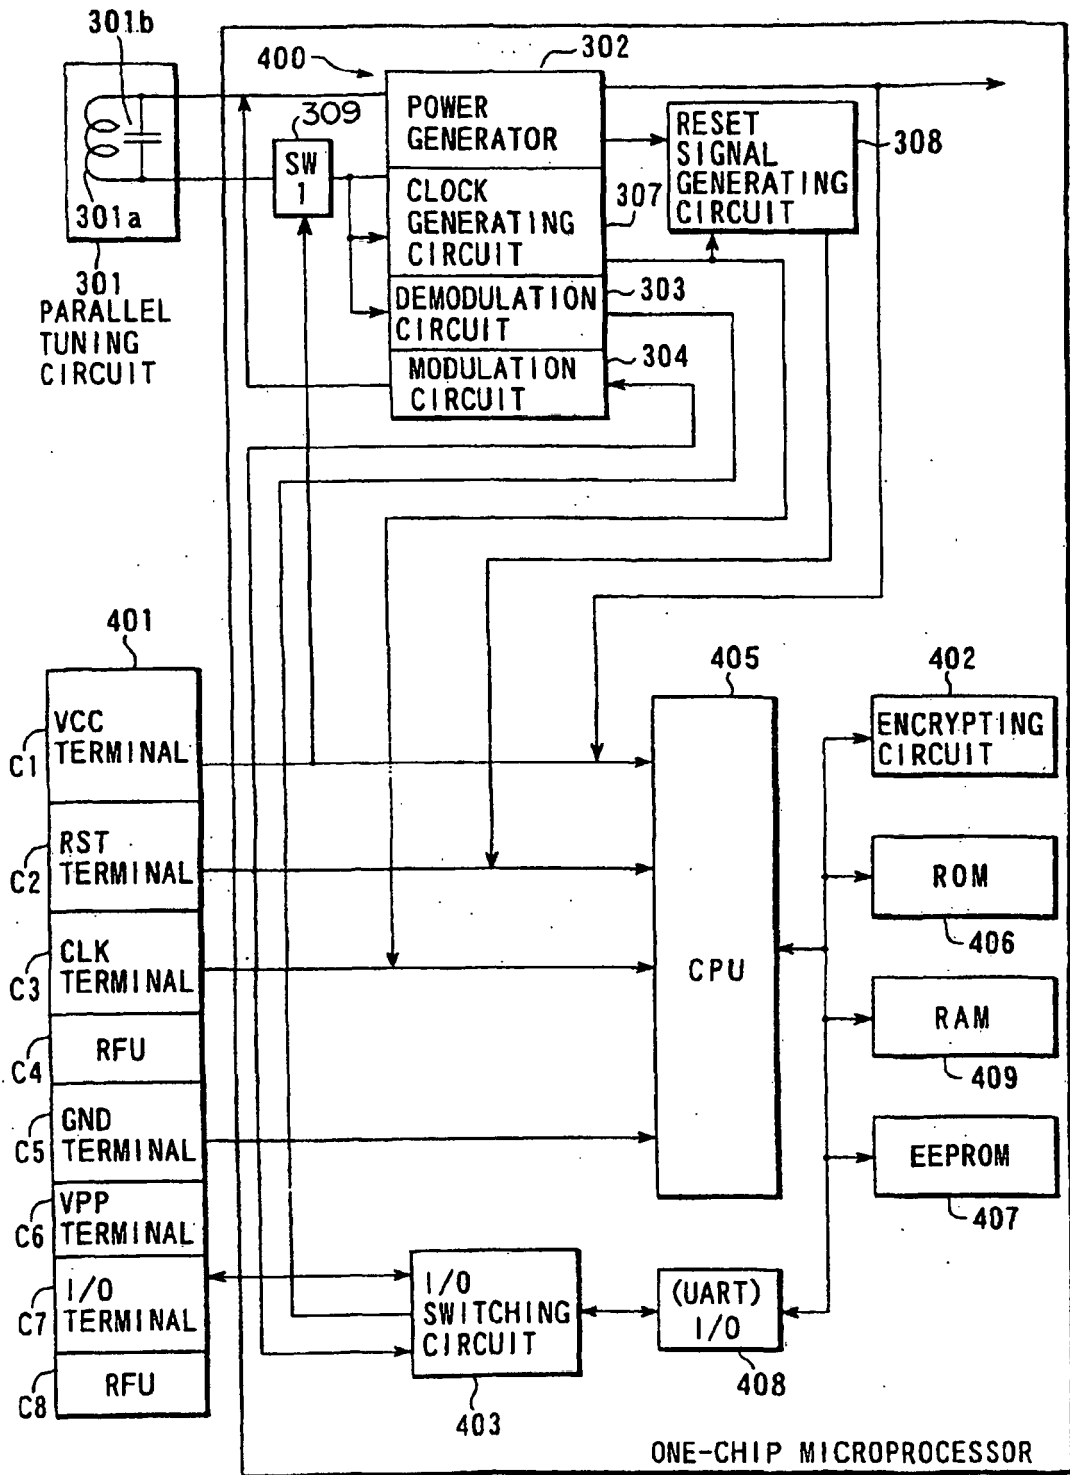 301b
400
302
309
POWER
GENERATOR
RESET
SIGNAL
GENERATING
CIRCUIT
308
SW
1
301a
CLOCK
GENERATING
CIRCUIT
307
301
PARALLEL
TUNING
CIRCUIT
DEMODULATION
CIRCUIT
303
MODULATION
CIRCUIT
304
401
405
402
C1
VCC
TERMINAL
ENCRYPTING
CIRCUIT
C2
RST
TERMINAL
ROM
406
C3
CLK
TERMINAL
CPU
RAM
409
C4
RFU
C5
GND
TERMINAL
EEPROM
407
C6
VPP
TERMINAL
C7
I/O
TERMINAL
I/O
SWITCHING
CIRCUIT
403
(UART)
I/O
408
C8
RFU
ONE-CHIP MICROPROCESSOR